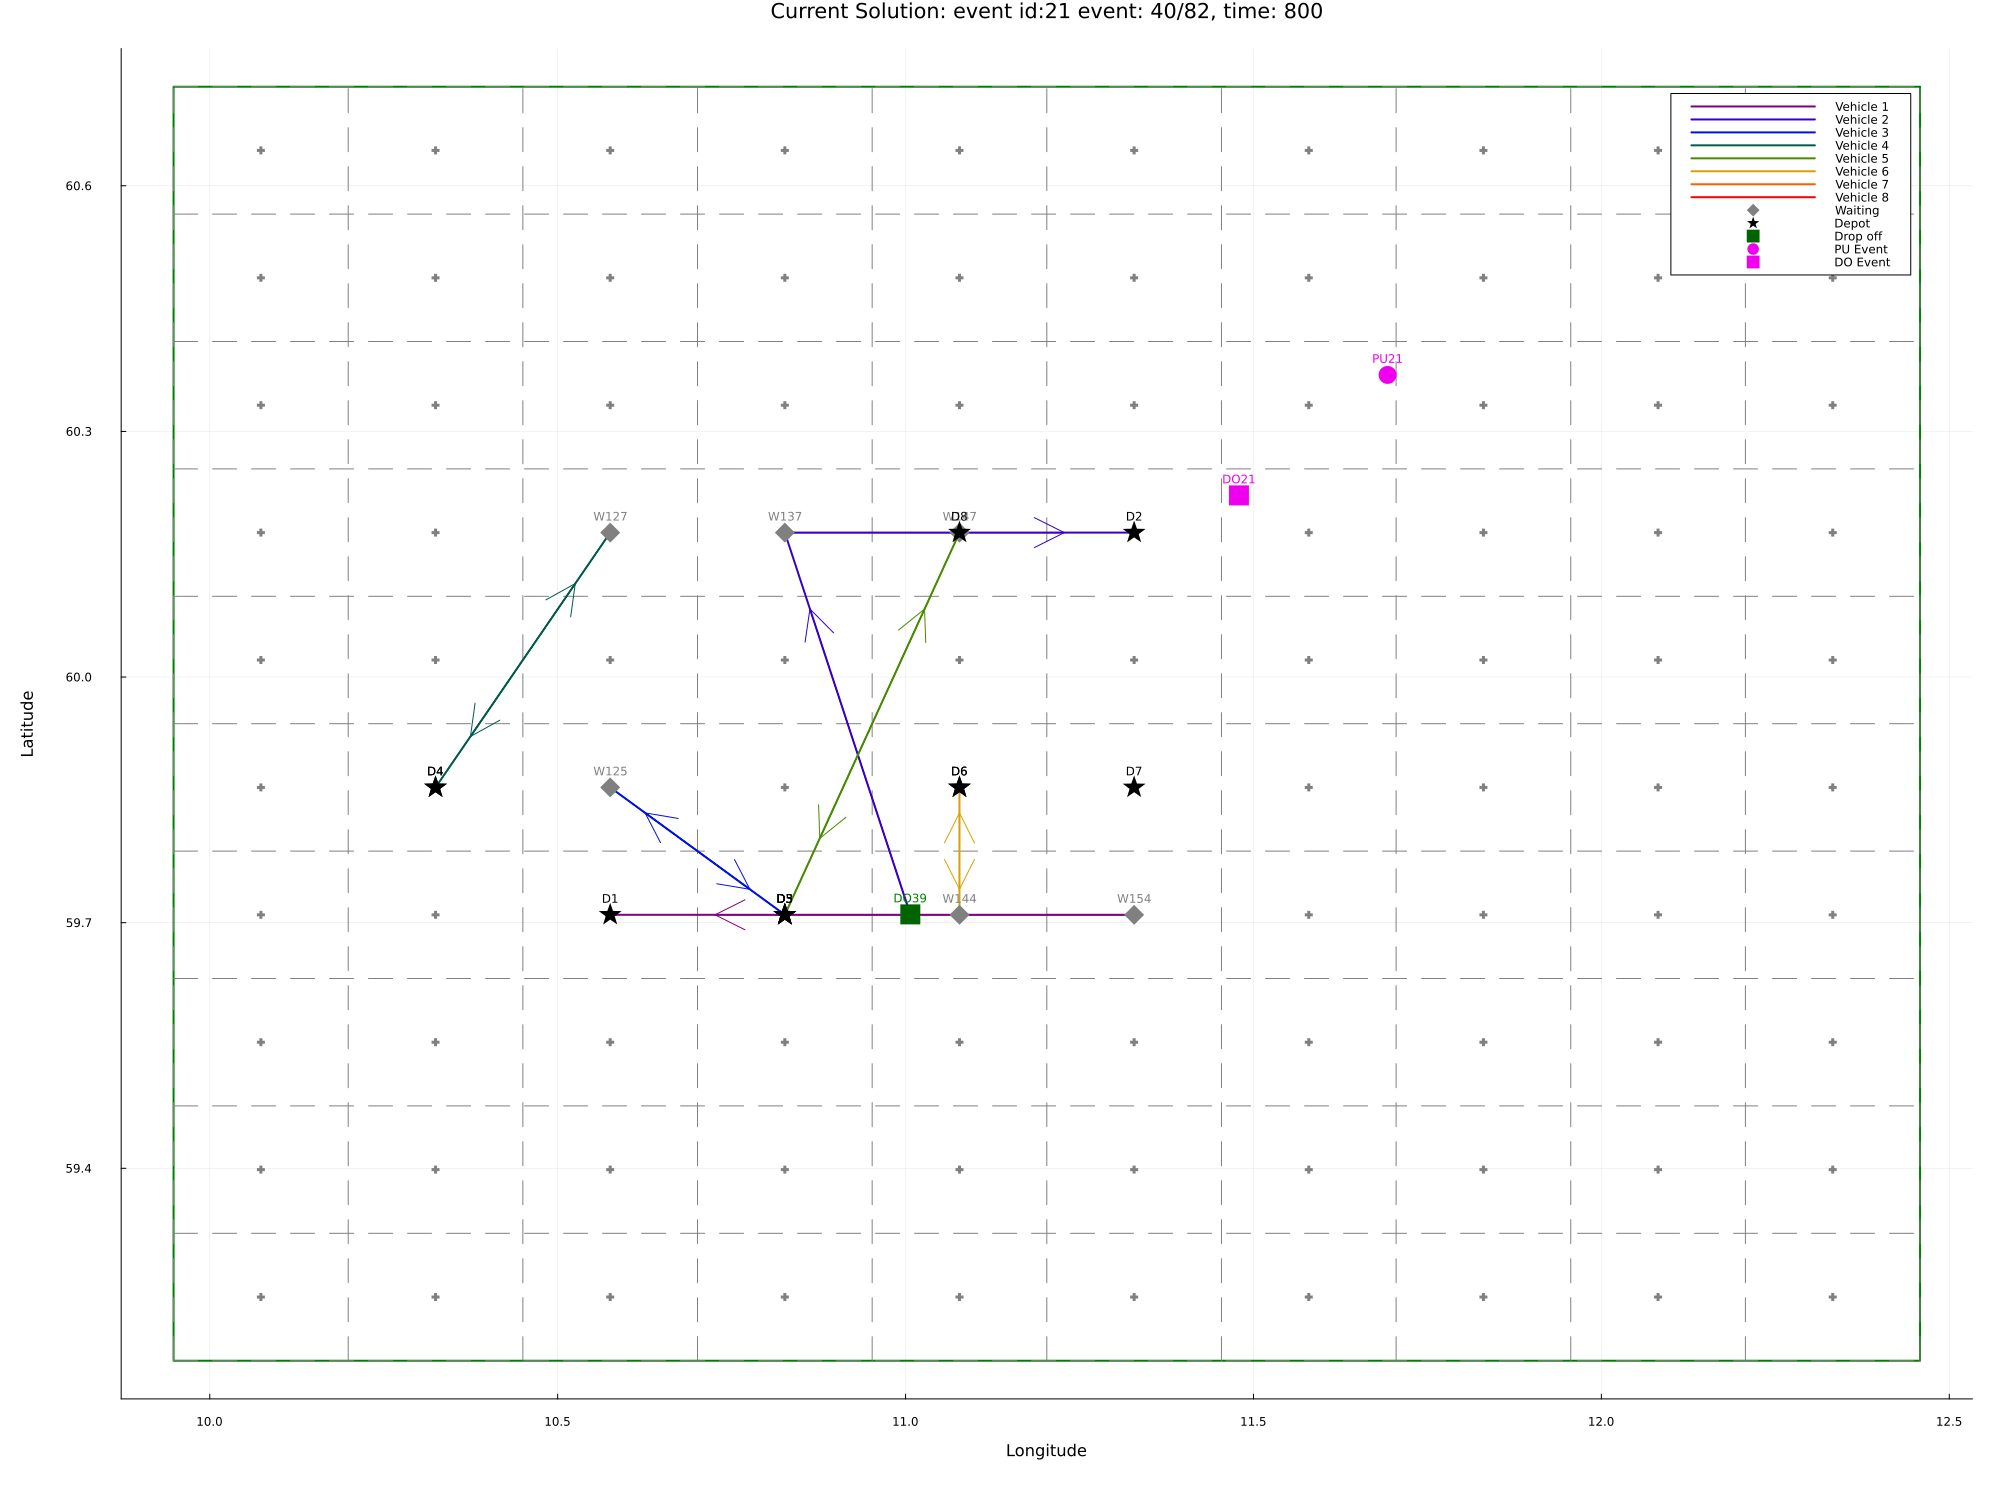 Current Solution: event id:21 event: 40/82, time: 800
Vehicle 1
Vehicle 2
Vehicle 3
Vehicle 4
Vehicle 5
Vehicle 6
Vehicle 7
Vehicle 8
Waiting
Depot
Drop off
PU Event
DO Event
60.6
PU21
60.3
DO21
W127
W137
D8
D2
60.0
Latitude
D4
W125
D6
D7
D1
DO39
W144
W154
59.7
59.4
10.0
10.5
11.0
11.5
12.0
12.5
Longitude